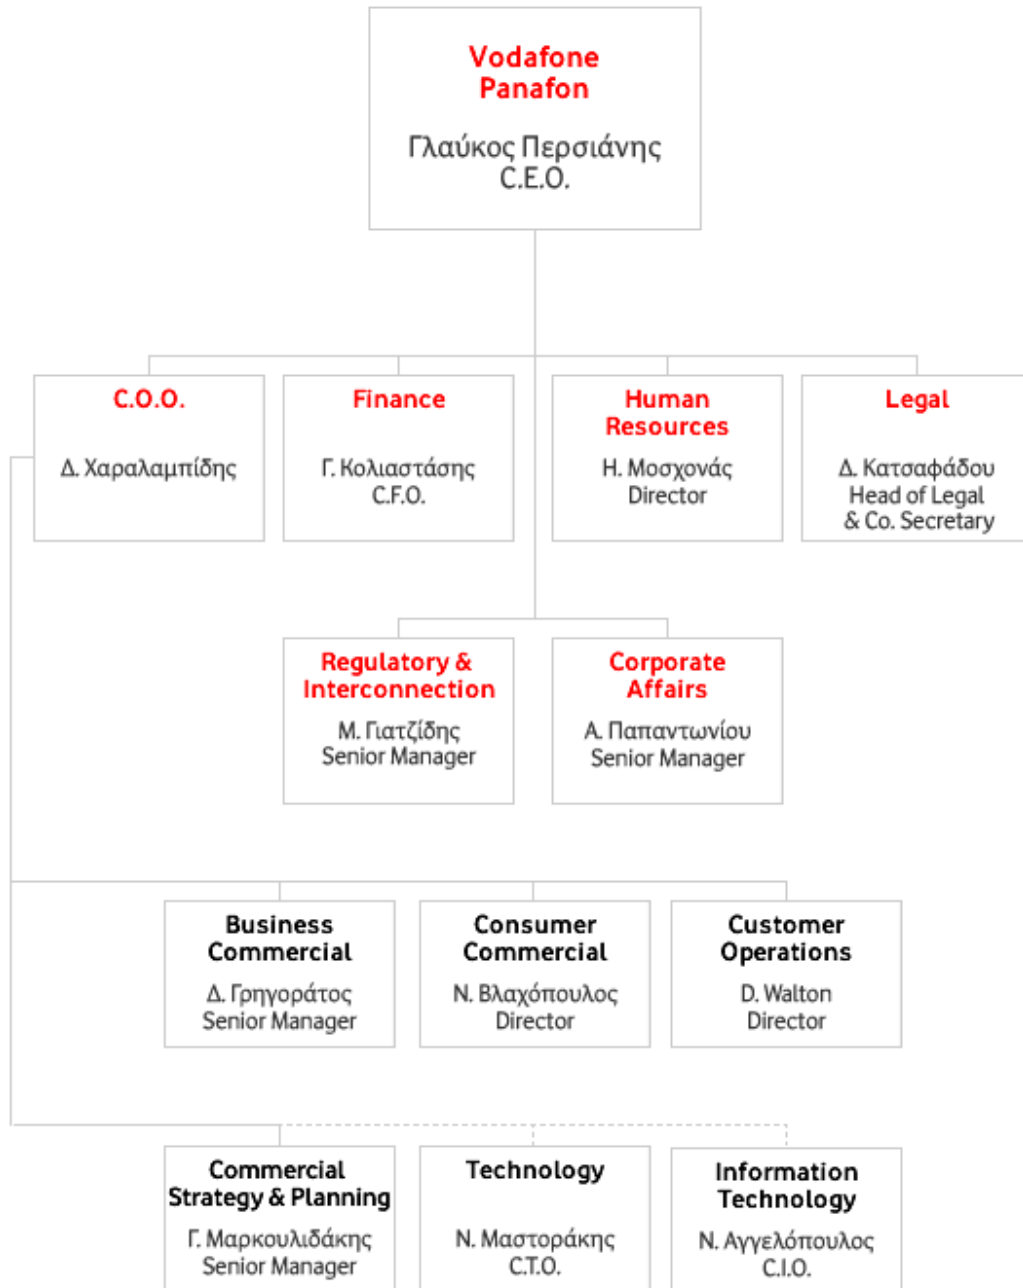 Vodafone
Panafon
Γλαύκος Περσιάνης
C.E.O.
C.O.O.
Δ. Χαραλαμπίδης
Finance
Γ. Κολιαστάσης
C.F.O.
Human
Resources
Η. Μοσχονάς
Director
Legal
Δ. Κατσαφάδου
Head of Legal
& Co. Secretary
Regulatory &
Interconnection
Μ. Γιατζίδης
Senior Manager
Corporate
Affairs
Α. Παπαντωνίου
Senior Manager
Business
Commercial
Δ. Γρηγοράτος
Senior Manager
Consumer
Commercial
Ν. Βλαχόπουλος
Director
Customer
Operations
D. Walton
Director
Commercial
Strategy & Planning
Γ. Μαρκουλιδάκης
Senior Manager
Technology
Ν. Μαστοράκης
C.T.O.
Information
Technology
Ν. Αγγελόπουλος
C.I.O.